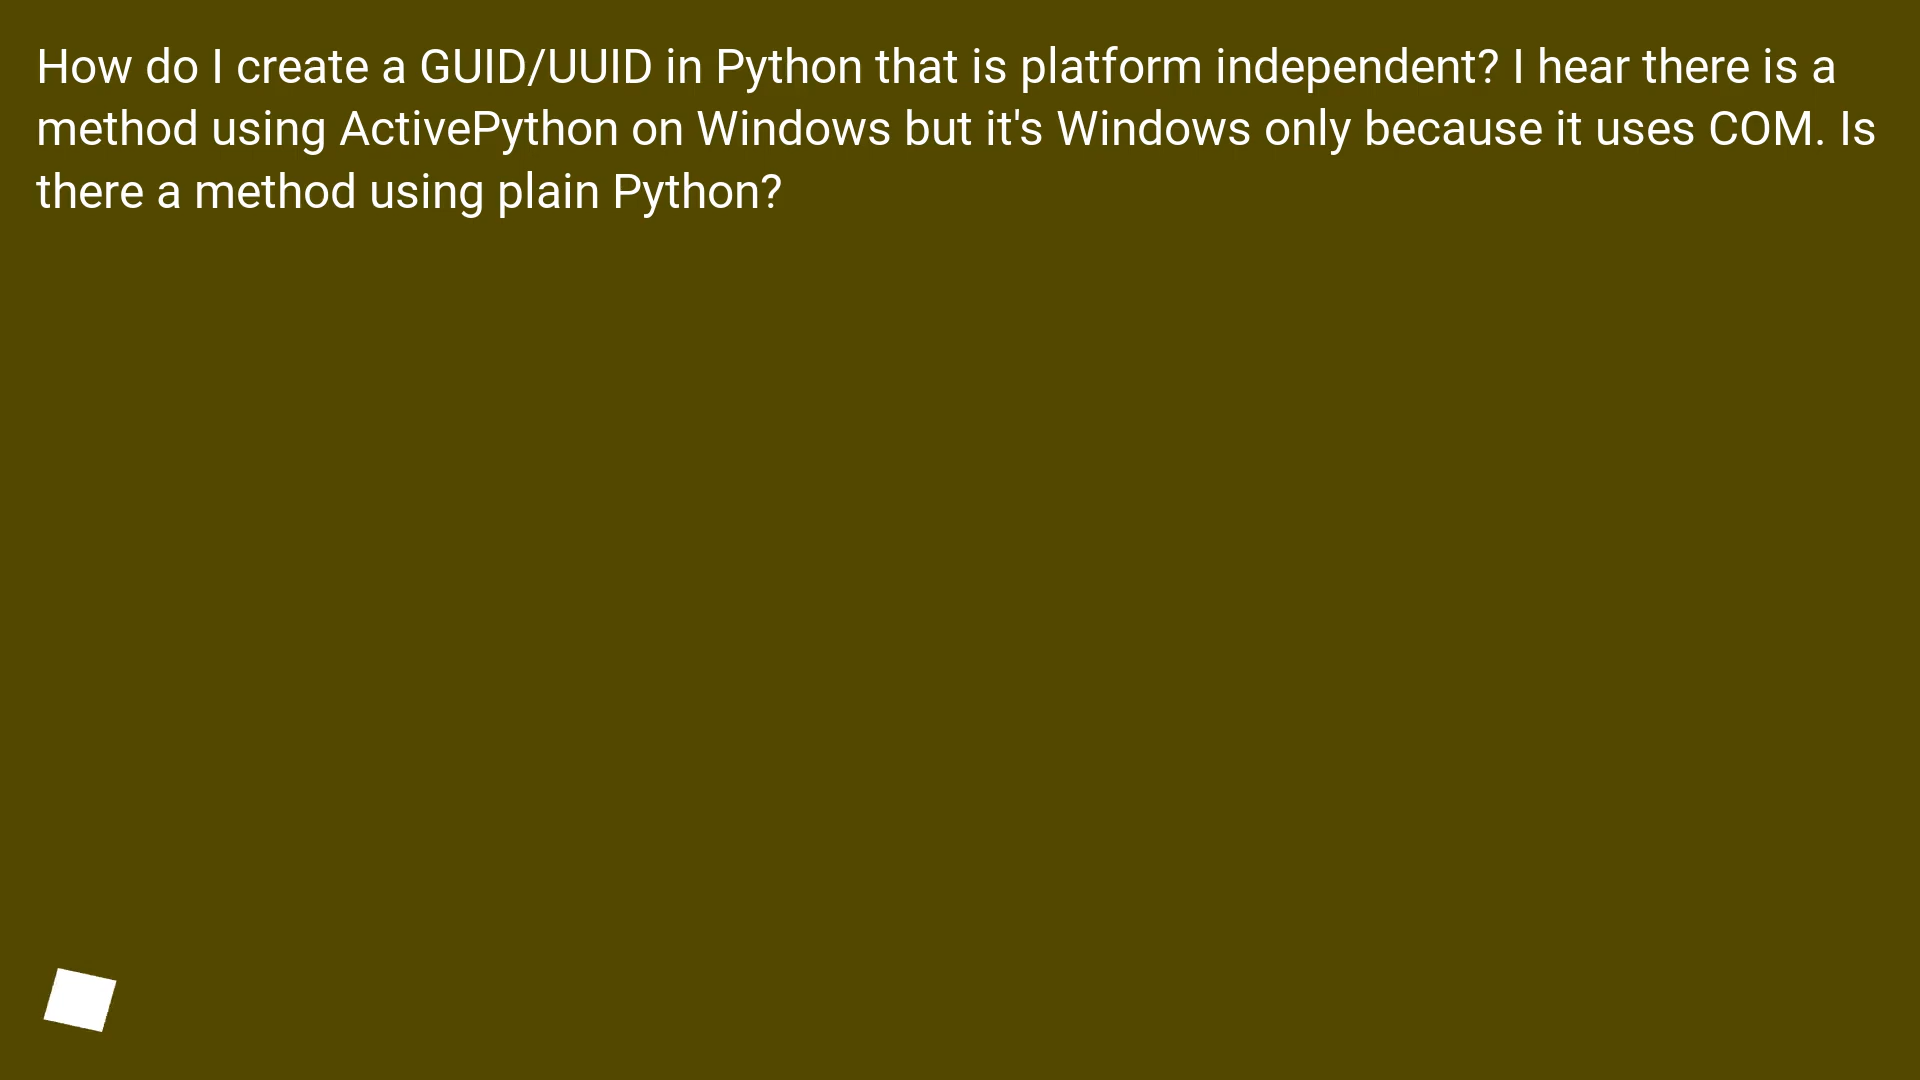 How do I create a GUID/UUID in Python that is platform independent? I hear there is a
method using ActivePython on Windows but it's Windows only because it uses COM. Is
there a method using plain Python?